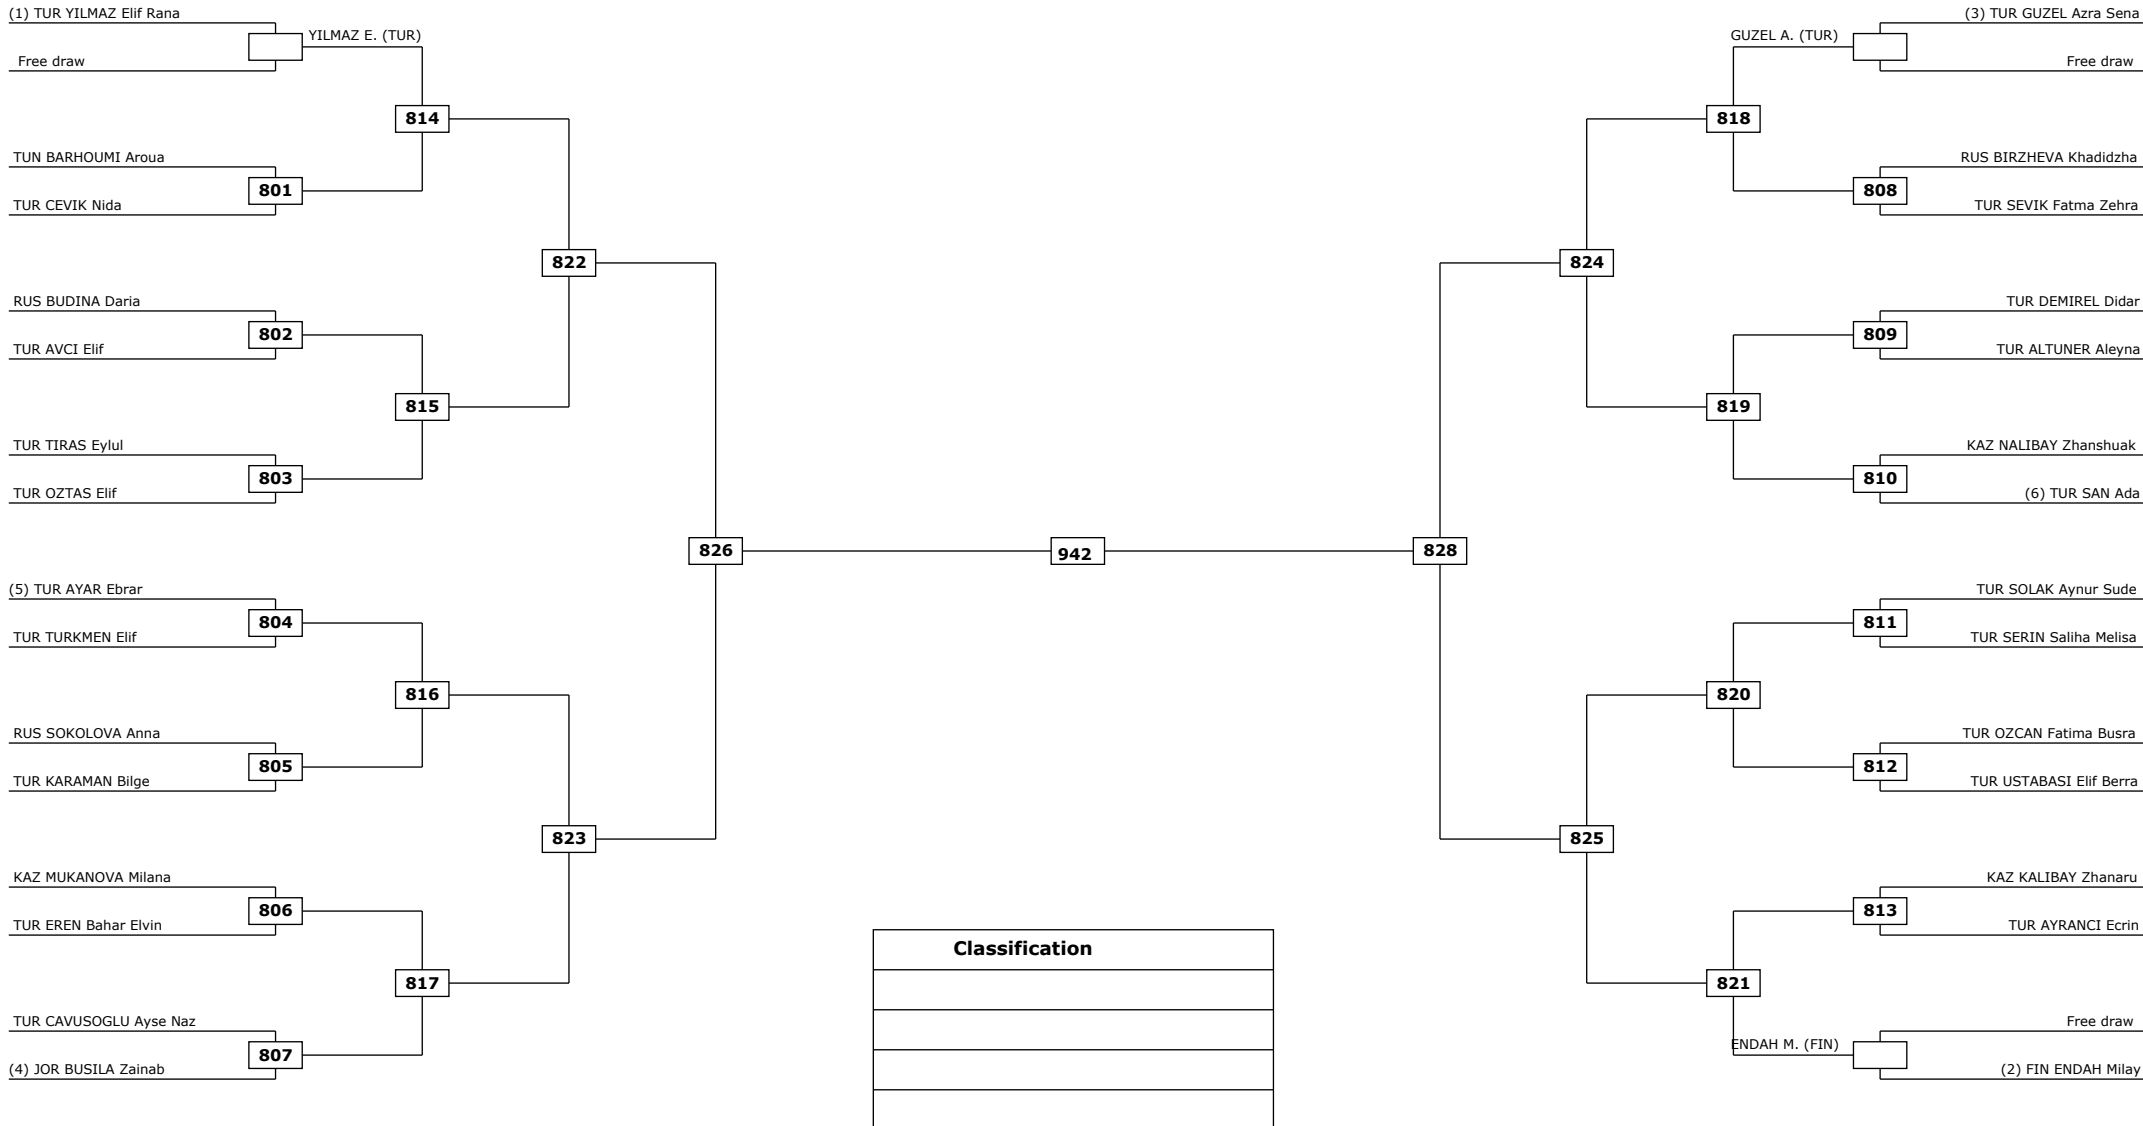 (1) TUR YILMAZ Elif Rana
YILMAZ E. (TUR)
Free draw
814
TUN BARHOUMI Aroua
801
TUR CEVIK Nida
822
RUS BUDINA Daria
802
TUR AVCI Elif
815
TUR TIRAS Eylul
803
TUR OZTAS Elif
826
(5) TUR AYAR Ebrar
804
TUR TURKMEN Elif
816
RUS SOKOLOVA Anna
805
TUR KARAMAN Bilge
823
KAZ MUKANOVA Milana
806
TUR EREN Bahar Elvin
817
TUR CAVUSOGLU Ayse Naz
807
(4) JOR BUSILA Zainab
942
(3) TUR GUZEL Azra Sena
GUZEL A. (TUR)
Free draw
818
RUS BIRZHEVA Khadidzha
808
TUR SEVIK Fatma Zehra
824
TUR DEMIREL Didar
809
TUR ALTUNER Aleyna
819
KAZ NALIBAY Zhanshuak
810
(6) TUR SAN Ada
828
TUR SOLAK Aynur Sude
811
TUR SERIN Saliha Melisa
820
TUR OZCAN Fatima Busra
812
TUR USTABASI Elif Berra
825
KAZ KALIBAY Zhanaru
813
TUR AYRANCI Ecrin
821
Free draw
ENDAH M. (FIN)
(2) FIN ENDAH Milay
Classification